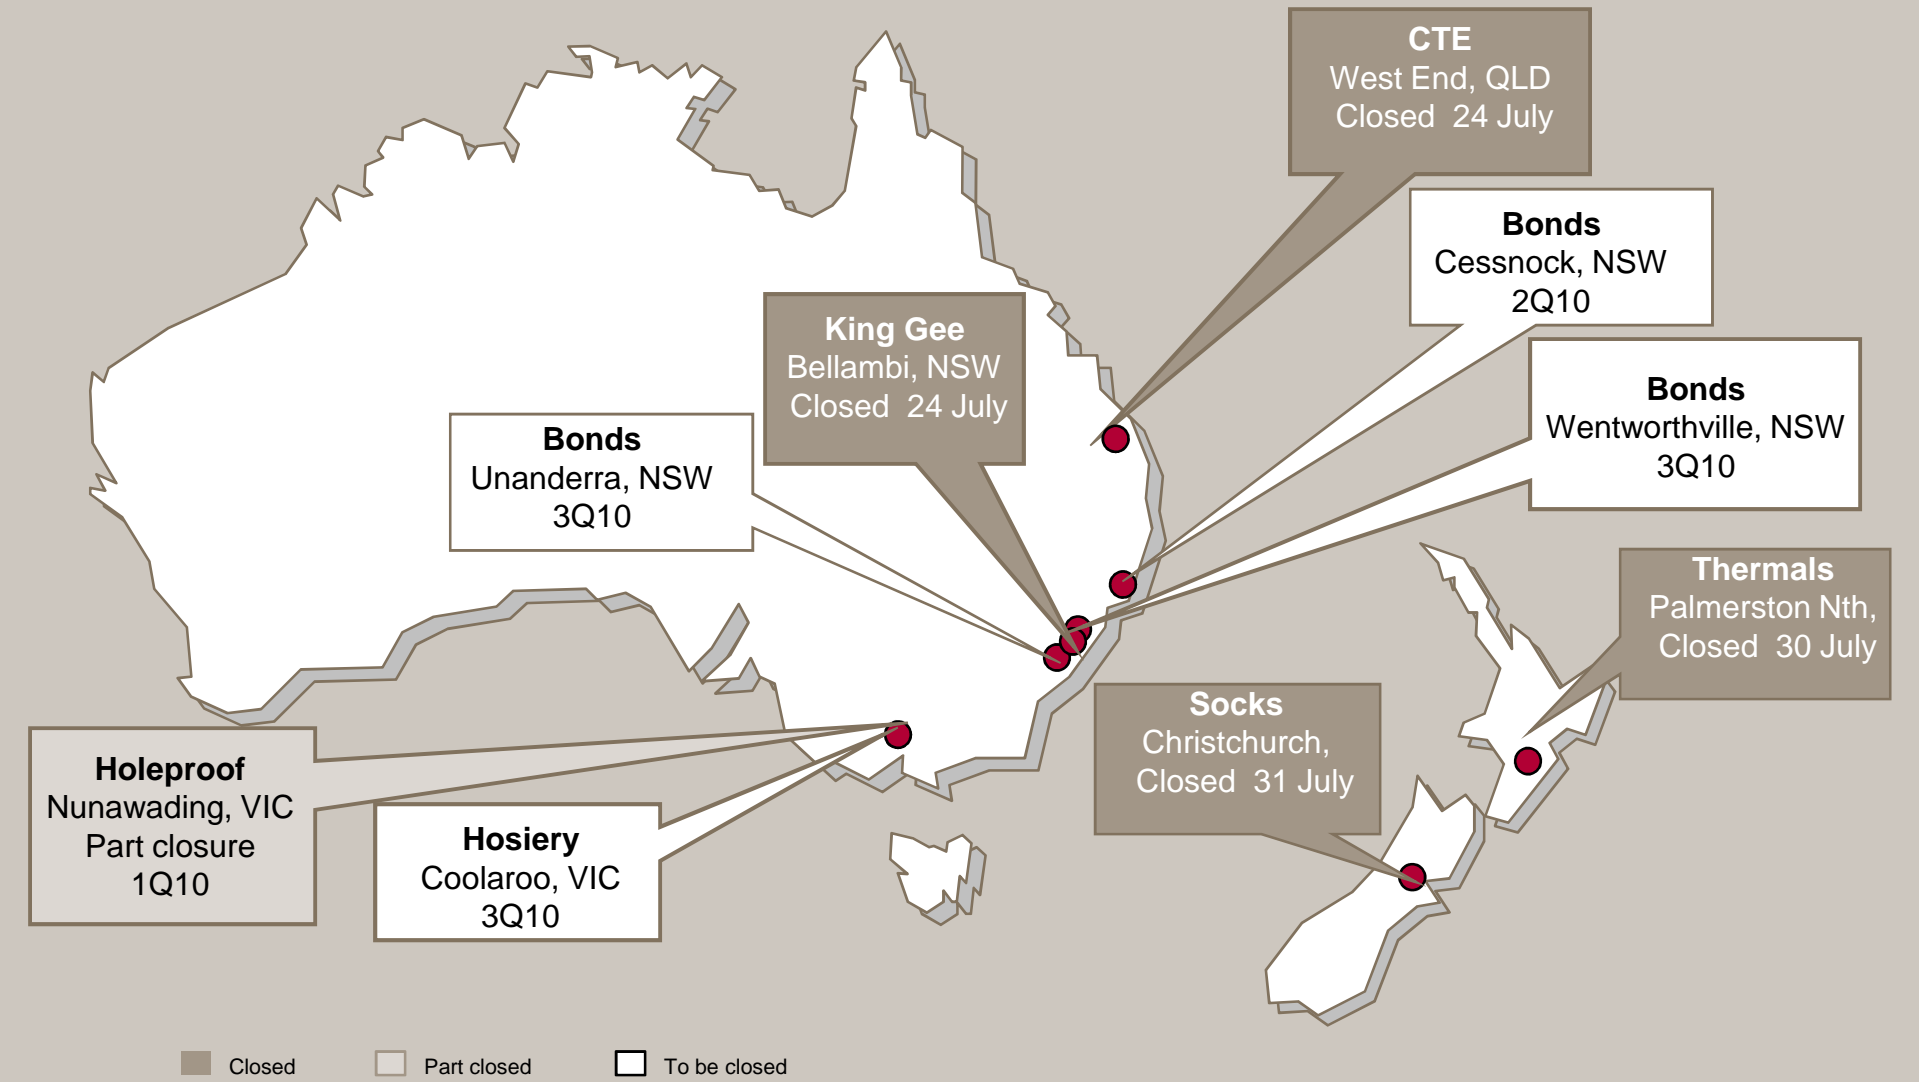 CTE
West End, QLD
Closed 24 July
Bonds
Cessnock, NSW
2Q10
King Gee
Bellambi, NSW
Closed 24 July
Bonds
Wentworthville, NSW
3Q10
Bonds
Unanderra, NSW
3Q10
Thermals
Palmerston Nth,
Closed 30 July
Socks
Christchurch,
Closed 31 July
Holeproof
Nunawading, VIC
Part closure
1Q10
Hosiery
Coolaroo, VIC
3Q10
Closed
Part closed
To be closed